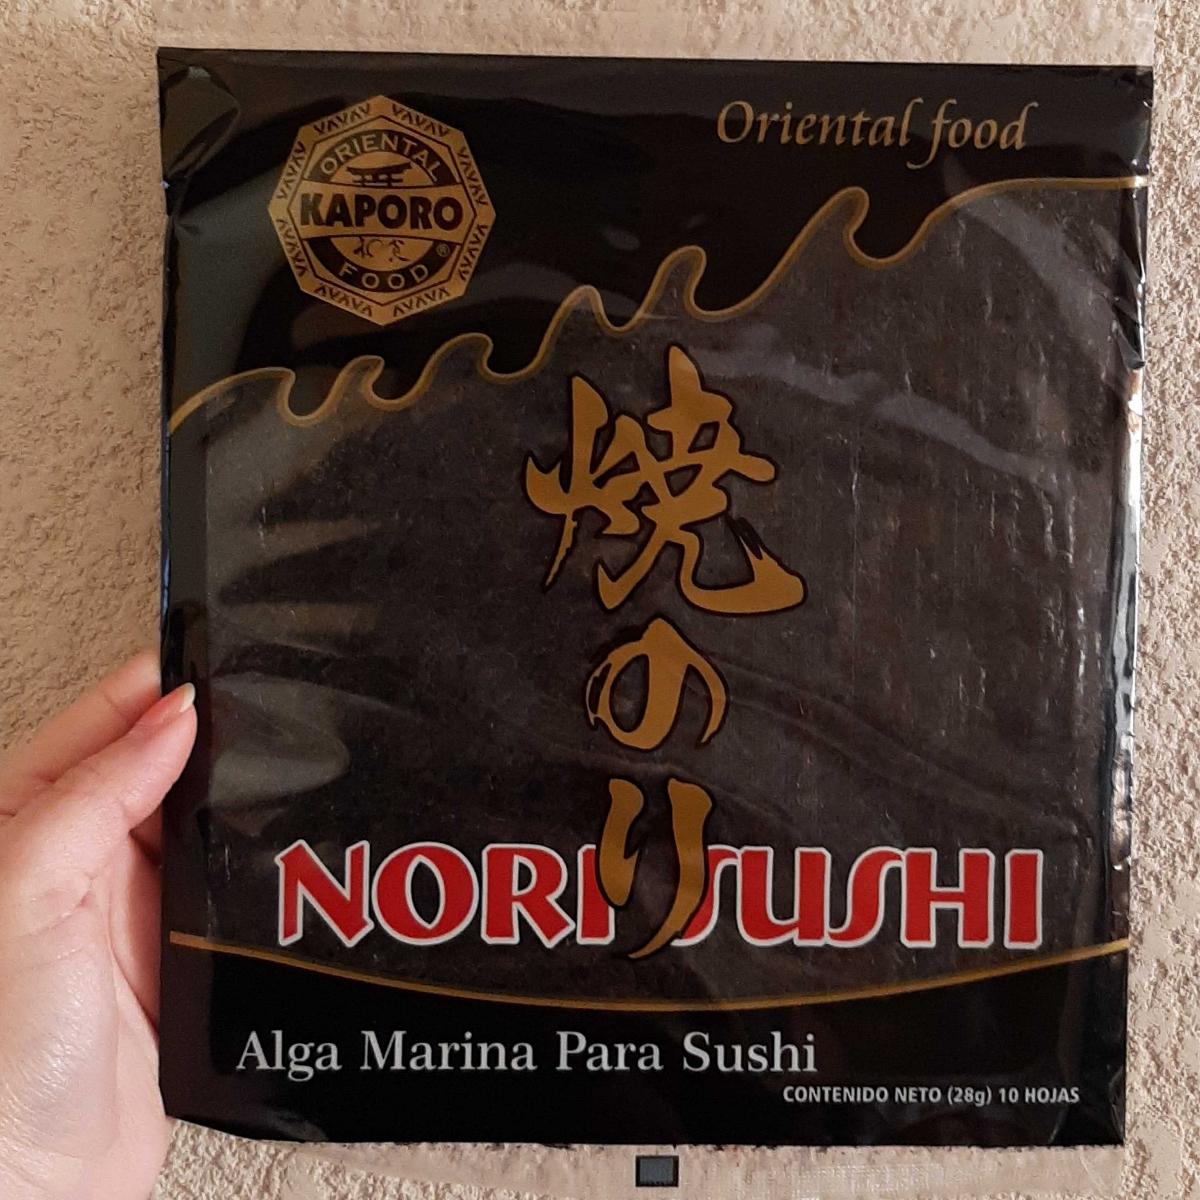 Oriental food
ORIENTAL
KAPORO
®
FOOD
焼のり
NORI SUSHI
Alga Marina Para Sushi
CONTENIDO NETO (28g) 10 HOJAS